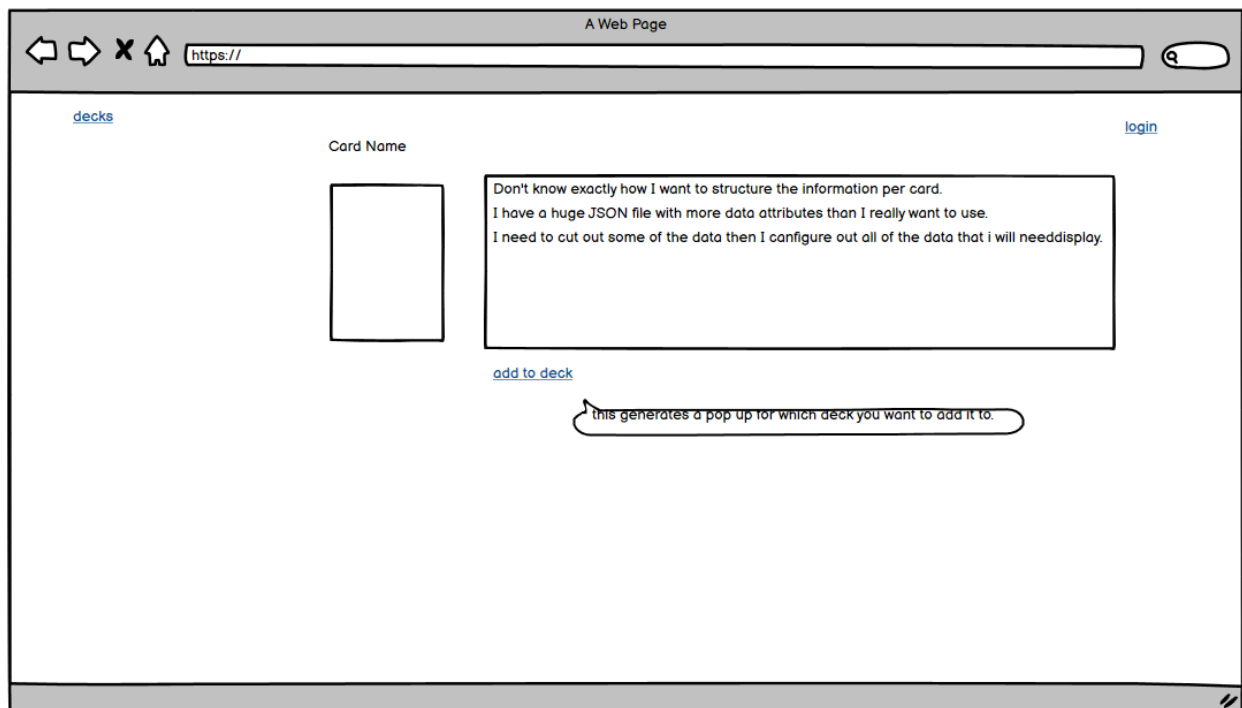 A Web Page
https://
decks
login
Card Name
Don't know exactly how I want to structure the information per card.
I have a huge JSON file with more data attributes than I really want to use.
I need to cut out some of the data then I canfigure out all of the data that i will needdisplay.
add to deck
this generates a pop up for which deck you want to add it to.